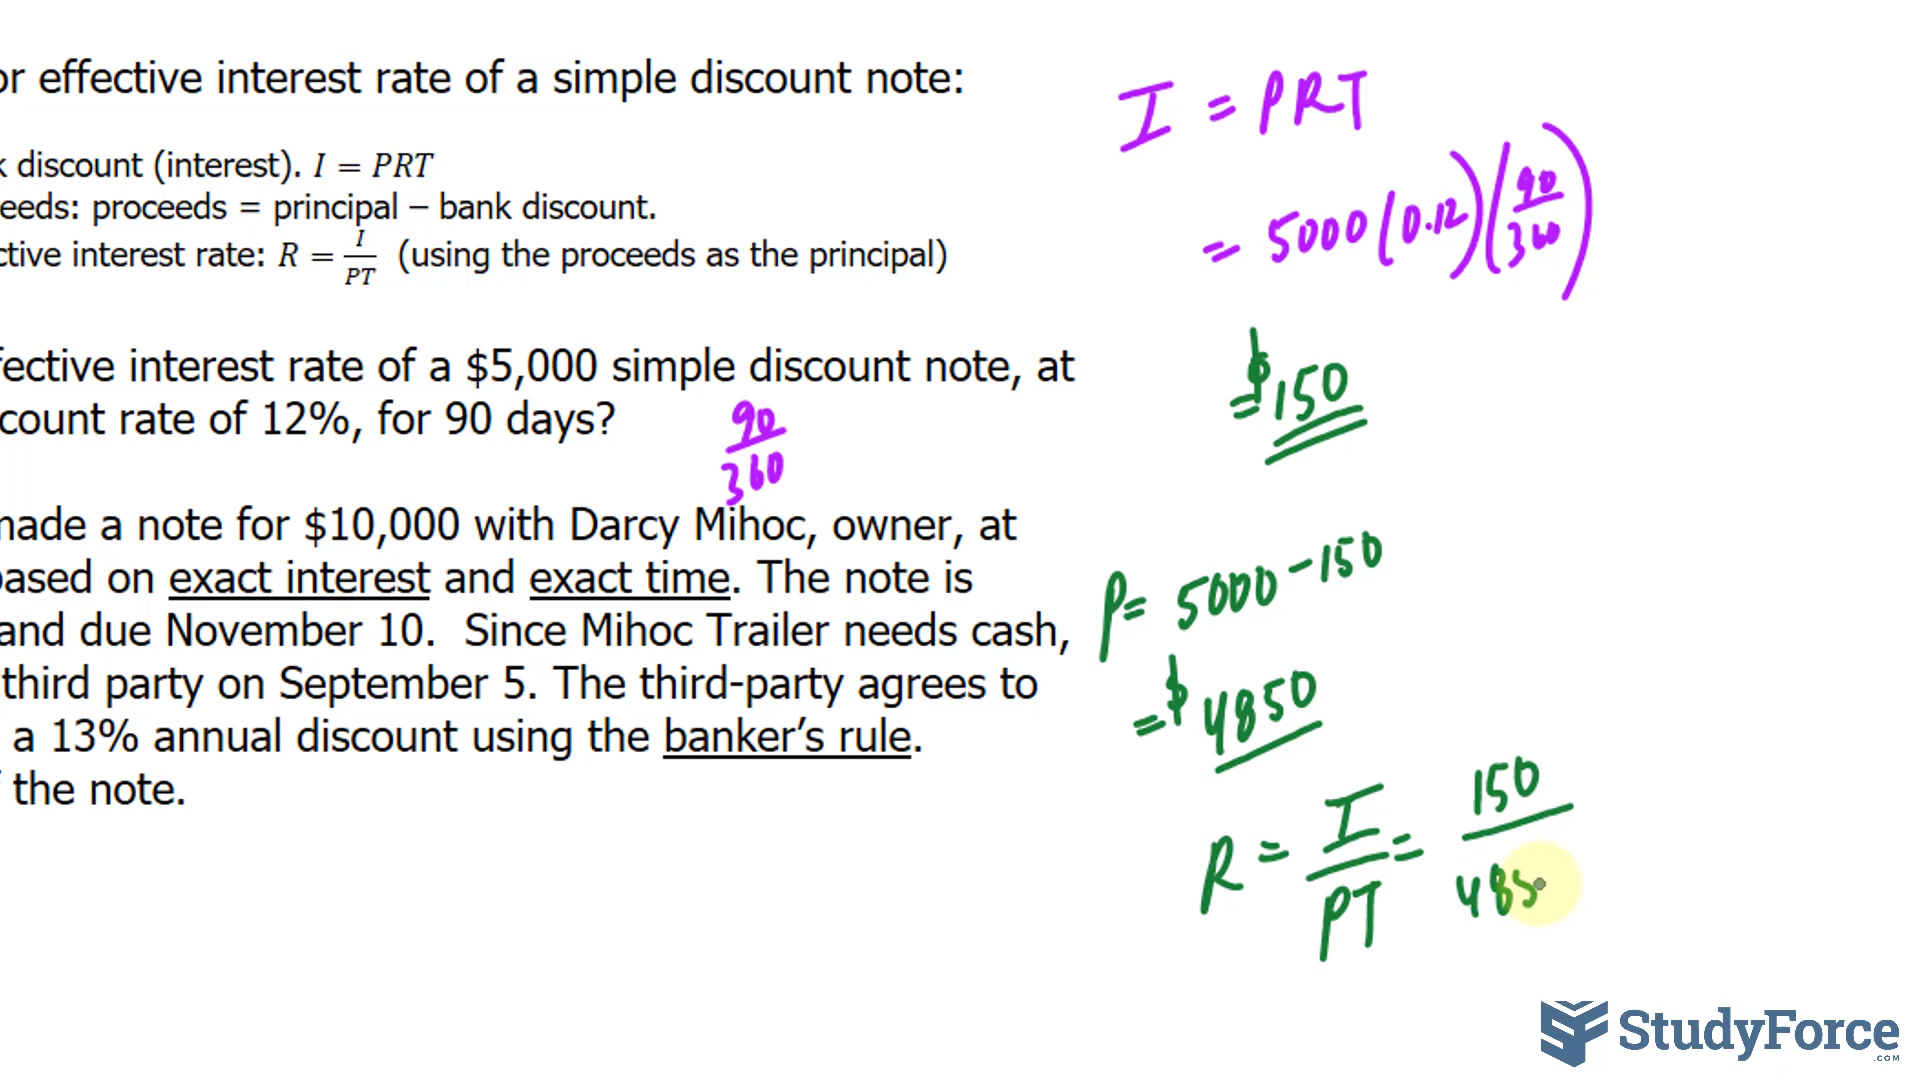 or effective interest rate of a simple discount note:
discount (interest). I = PRT
eeds: proceeds = principal – bank discount.
ctive interest rate: R = I/PT (using the proceeds as the principal)
fective interest rate of a $5,000 simple discount note, at
count rate of 12%, for 90 days?
90/360
made a note for $10,000 with Darcy Mihoc, owner, at
based on exact interest and exact time. The note is
and due November 10. Since Mihoc Trailer needs cash,
third party on September 5. The third-party agrees to
a 13% annual discount using the banker’s rule.
the note.
I = PRT
= 5000(0.12)(90/360)
= $150
P = 5000 - 150
= $4850
R = I/PT = 150/485
StudyForce
.COM